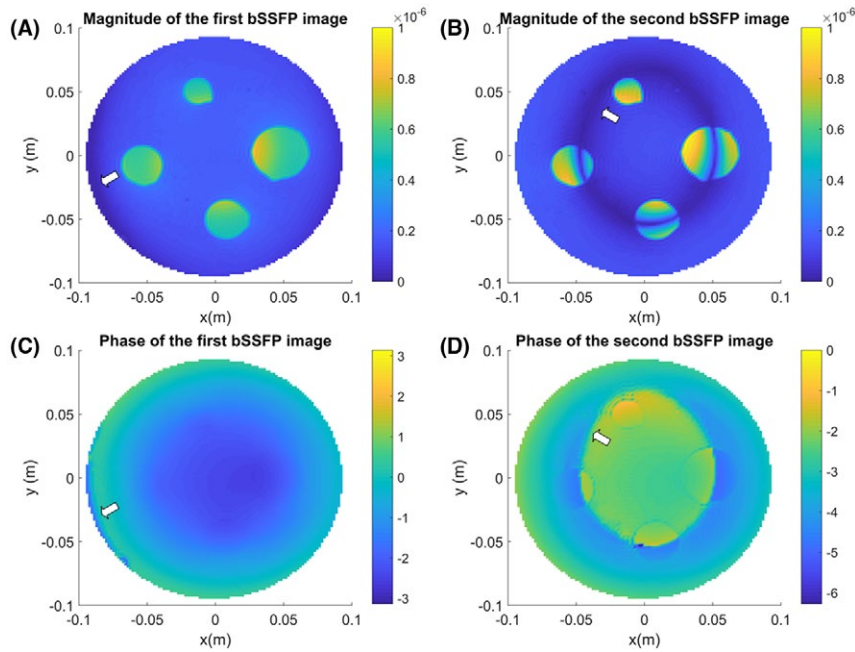 (A) Magnitude of the first bSSFP image ×10⁻⁶
1
0.8
0.6
0.4
0.2
0
0.1
0.05
0
-0.05
-0.1
y (m)
-0.1 -0.05 0 0.05 0.1
x(m)
(B) Magnitude of the second bSSFP image ×10⁻⁶
1
0.8
0.6
0.4
0.2
0
0.1
0.05
0
-0.05
-0.1
y (m)
-0.1 -0.05 0 0.05 0.1
x(m)
(C) Phase of the first bSSFP image
3
2
1
0
-1
-2
-3
0.1
0.05
0
-0.05
-0.1
y (m)
-0.1 -0.05 0 0.05 0.1
x(m)
(D) Phase of the second bSSFP image
0
-1
-2
-3
-4
-5
-6
0.1
0.05
0
-0.05
-0.1
y (m)
-0.1 -0.05 0 0.05 0.1
x(m)